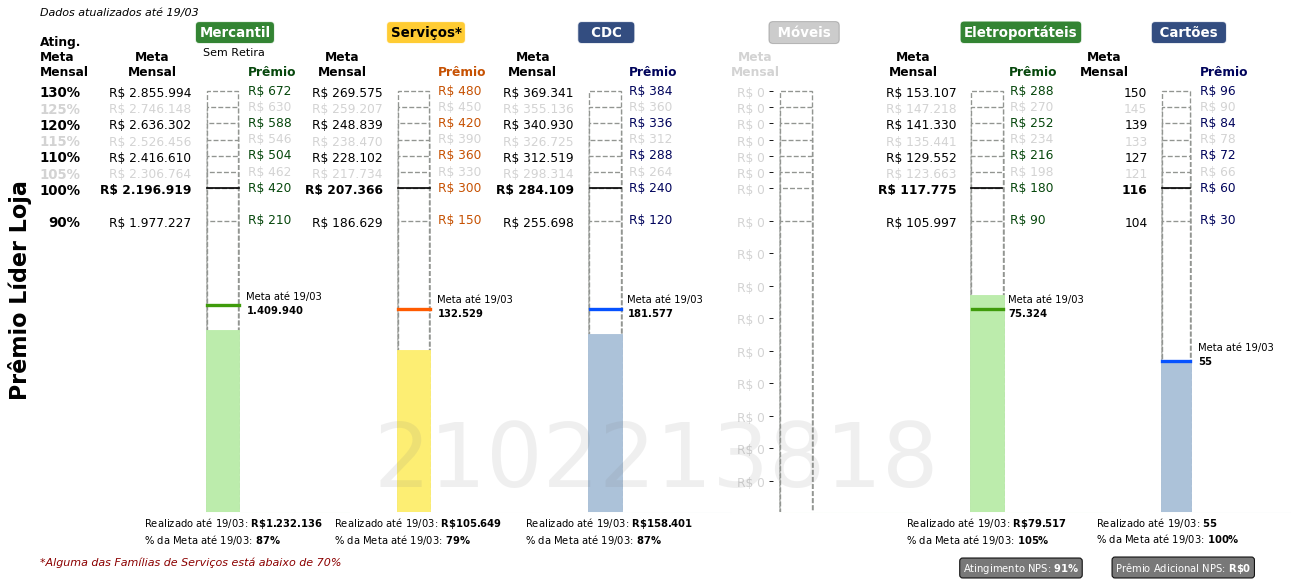 Dados atualizados até 19/03
Mercantil Serviços* CDC Móveis Eletroportáteis Cartões
Sem Retira
Ating. Meta Mensal
Meta Mensal Prêmio Meta Mensal Prêmio Meta Mensal Prêmio Meta Mensal Meta Mensal Prêmio Meta Mensal Prêmio
130% R$ 2.855.994 R$ 672 R$ 269.575 R$ 480 R$ 369.341 R$ 384 R$ 0 R$ 153.107 R$ 288 150 R$ 96
125% R$ 2.746.148 R$ 630 R$ 259.207 R$ 450 R$ 355.136 R$ 360 R$ 0 R$ 147.218 R$ 270 145 R$ 90
120% R$ 2.636.302 R$ 588 R$ 248.839 R$ 420 R$ 340.930 R$ 336 R$ 0 R$ 141.330 R$ 252 139 R$ 84
115% R$ 2.526.456 R$ 546 R$ 238.470 R$ 390 R$ 326.725 R$ 312 R$ 0 R$ 135.441 R$ 234 133 R$ 78
110% R$ 2.416.610 R$ 504 R$ 228.102 R$ 360 R$ 312.519 R$ 288 R$ 0 R$ 129.552 R$ 216 127 R$ 72
105% R$ 2.306.764 R$ 462 R$ 217.734 R$ 330 R$ 298.314 R$ 264 R$ 0 R$ 123.663 R$ 198 121 R$ 66
100% R$ 2.196.919 R$ 420 R$ 207.366 R$ 300 R$ 284.109 R$ 240 R$ 0 R$ 117.775 R$ 180 116 R$ 60
90% R$ 1.977.227 R$ 210 R$ 186.629 R$ 150 R$ 255.698 R$ 120 R$ 0 R$ 105.997 R$ 90 104 R$ 30
R$ 0
R$ 0
R$ 0
R$ 0
R$ 0
R$ 0
R$ 0
R$ 0
Prêmio Líder Loja
Meta até 19/03
1.409.940
Meta até 19/03
132.529
Meta até 19/03
181.577
Meta até 19/03
75.324
Meta até 19/03
55
2102213818
Realizado até 19/03: R$1.232.136 Realizado até 19/03: R$105.649 Realizado até 19/03: R$158.401 Realizado até 19/03: R$79.517 Realizado até 19/03: 55
% da Meta até 19/03: 87% % da Meta até 19/03: 79% % da Meta até 19/03: 87% % da Meta até 19/03: 105% % da Meta até 19/03: 100%
*Alguma das Famílias de Serviços está abaixo de 70%
Atingimento NPS: 91% Prêmio Adicional NPS: R$0